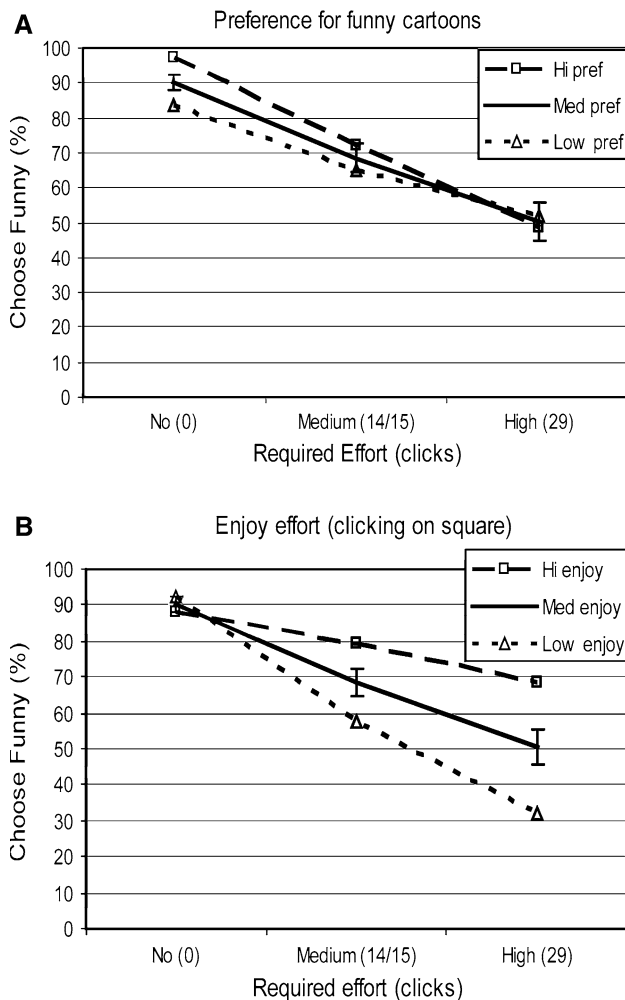 A
Preference for funny cartoons
Choose Funny (%)
100
90
80
70
60
50
40
30
20
10
0
Hi pref
Med pref
Low pref
No (0)
Medium (14/15)
High (29)
Required Effort (clicks)
B
Enjoy effort (clicking on square)
Choose Funny (%)
100
90
80
70
60
50
40
30
20
10
0
Hi enjoy
Med enjoy
Low enjoy
No (0)
Medium (14/15)
High (29)
Required effort (clicks)